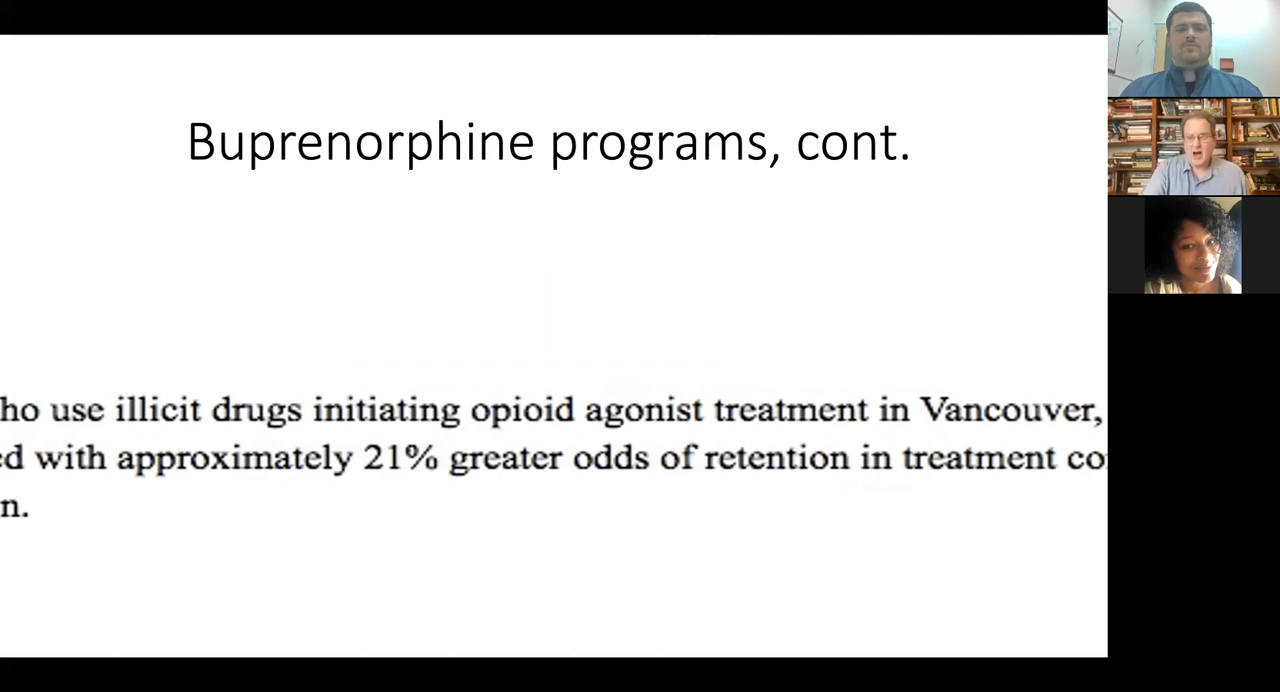 Buprenorphine programs, cont.
ho use illicit drugs initiating opioid agonist treatment in Vancouver,
ed with approximately 21% greater odds of retention in treatment co
n.